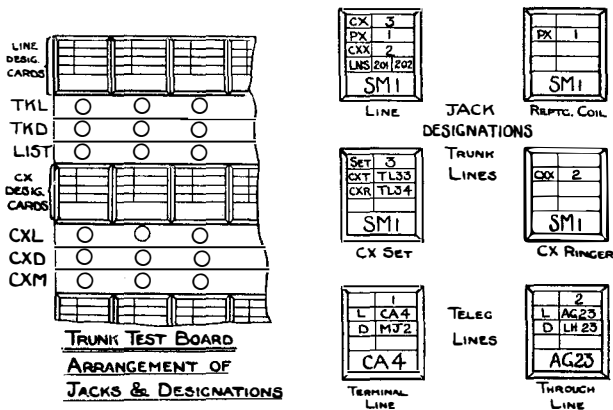 LINE
DESIG.
CARDS
TKL
TKD
LIST
CX
DESIG.
CARDS
CXL
CXD
CXM
TRUNK TEST BOARD
ARRANGEMENT OF
JACKS & DESIGNATIONS
CX 3
PX 1
CXX 2
LNS 201 202
SM1
LINE
PX 1
SM1
REPTG. COIL
JACK
DESIGNATIONS
TRUNK
LINES
SET 3
CXT TL33
CXR TL34
SM1
CX SET
CXX 2
SM1
CX RINGER
1
L CA4
D MJ2
CA4
TERMINAL
LINE
TELEG
LINES
2
L AG23
D LH23
AG23
THROUGH
LINE